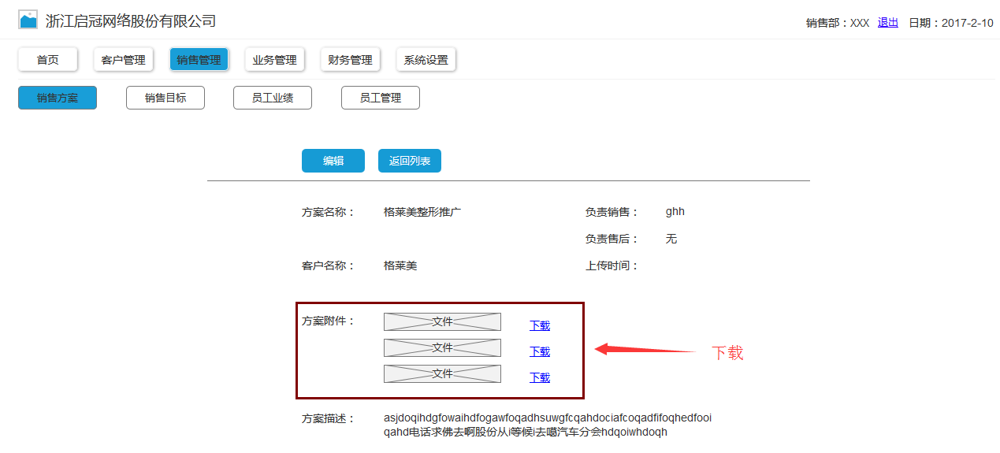 浙江启冠网络股份有限公司
销售部：XXX 退出 日期：2017-2-10
首页 客户管理 销售管理 业务管理 财务管理 系统设置
销售方案 销售目标 员工业绩 员工管理
编辑 返回列表
方案名称： 格莱美整形推广 负责销售： ghh
负责售后： 无
客户名称： 格莱美 上传时间：
方案附件： 文件 下载
文件 下载
下载
文件 下载
方案描述： asjdoqihdgfowaihdfogawfoqadhsuwgfcqahdociafcoqadfifoqhedfooi
qahd电话求佛去啊股份从i等候i去噶汽车分会hdqoiwhdoqh